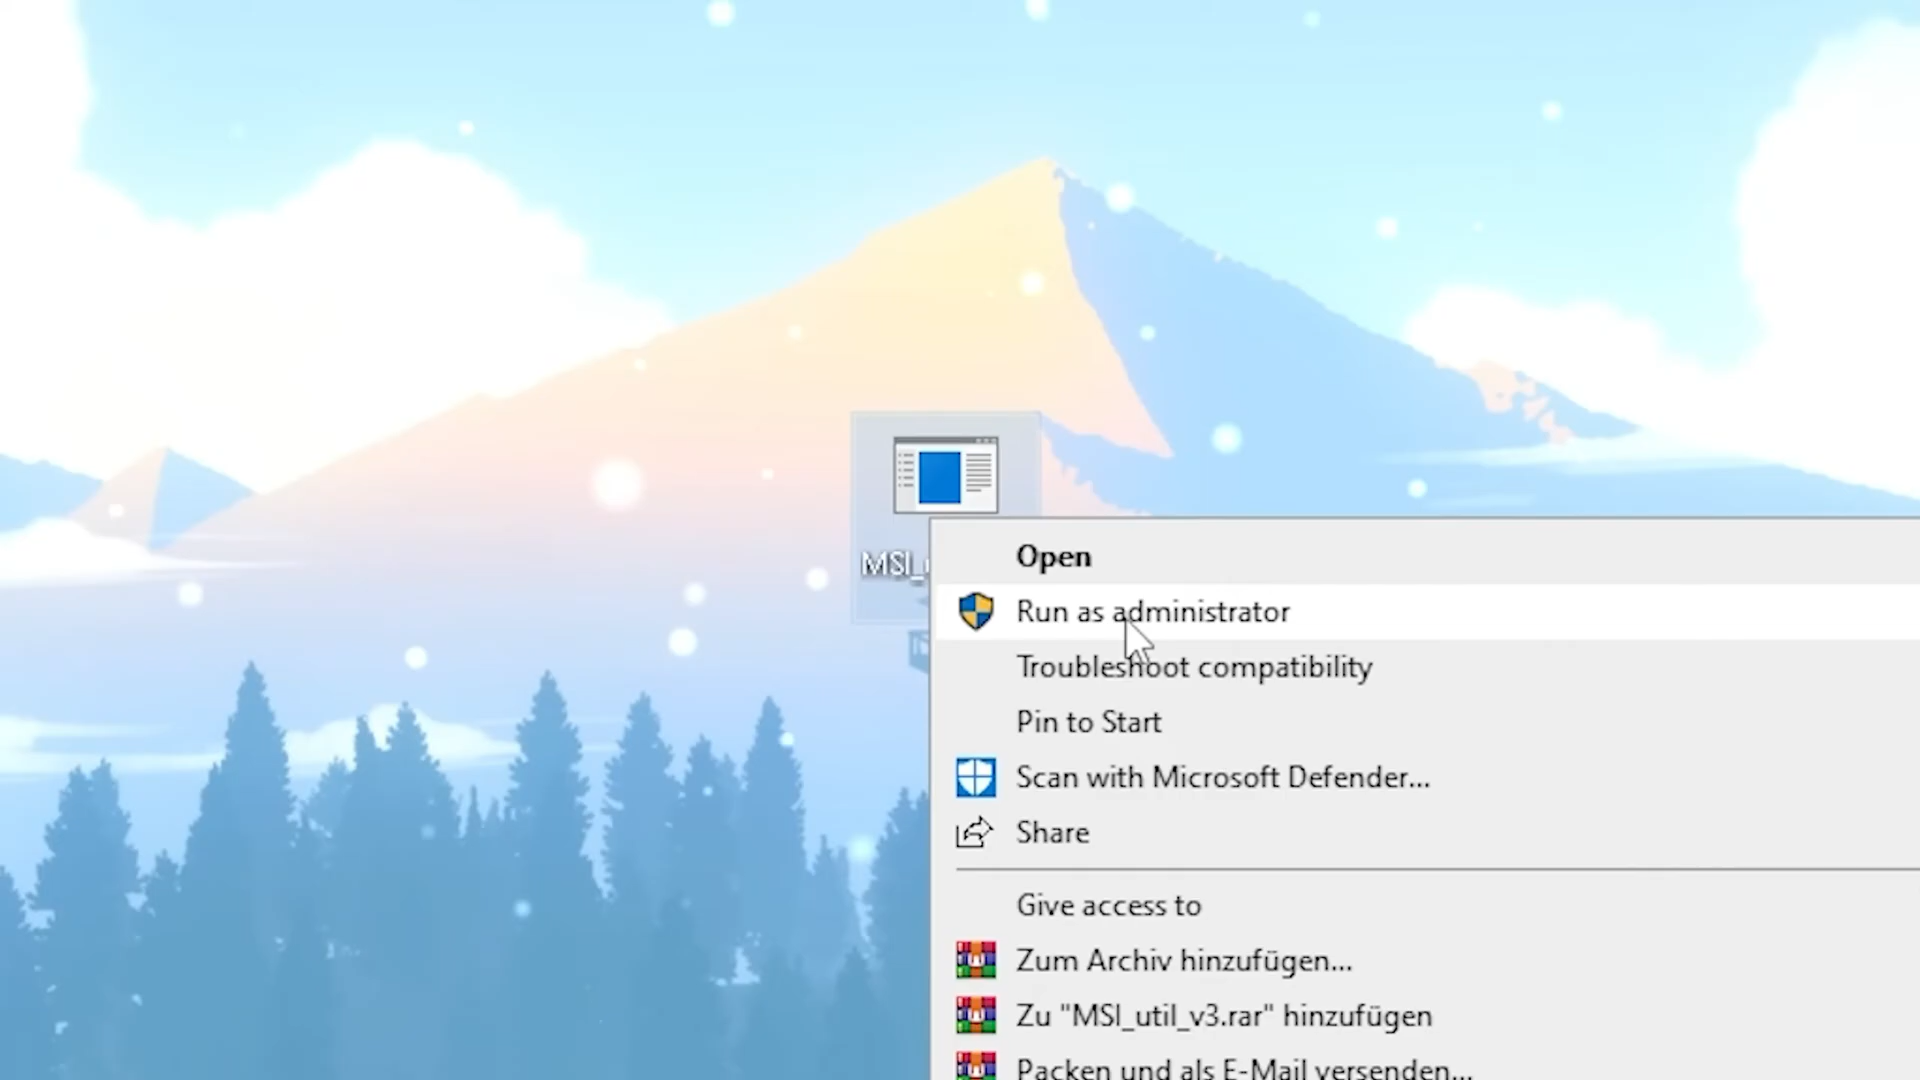 MSI_
Open
Run as administrator
Troubleshoot compatibility
Pin to Start
Scan with Microsoft Defender...
Share
Give access to
Zum Archiv hinzufügen...
Zu "MSI_util_v3.rar" hinzufügen
Packen und als E-Mail versenden...